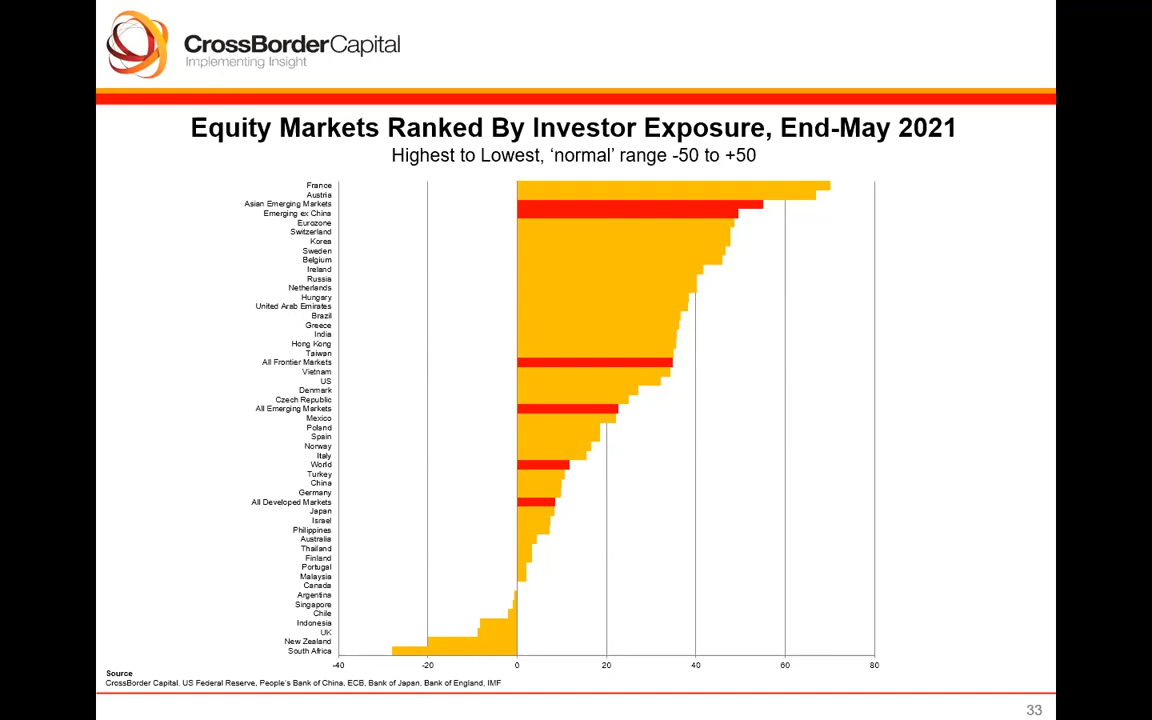 CrossBorderCapital
Implementing Insight
Equity Markets Ranked By Investor Exposure, End-May 2021
Highest to Lowest, ‘normal’ range -50 to +50
France
Austria
Asian Emerging Markets
Emerging ex China
Eurozone
Switzerland
Korea
Sweden
Belgium
Ireland
Russia
Netherlands
Hungary
United Arab Emirates
Brazil
Greece
India
Hong Kong
Taiwan
All Frontier Markets
Vietnam
US
Denmark
Czech Republic
All Emerging Markets
Mexico
Poland
Spain
Norway
Italy
World
Turkey
China
Germany
All Developed Markets
Japan
Israel
Philippines
Australia
Thailand
Finland
Portugal
Malaysia
Canada
Argentina
Singapore
Chile
Indonesia
UK
New Zealand
South Africa
-40 -20 0 20 40 60 80
Source
CrossBorder Capital, US Federal Reserve, People's Bank of China, ECB, Bank of Japan, Bank of England, IMF
33